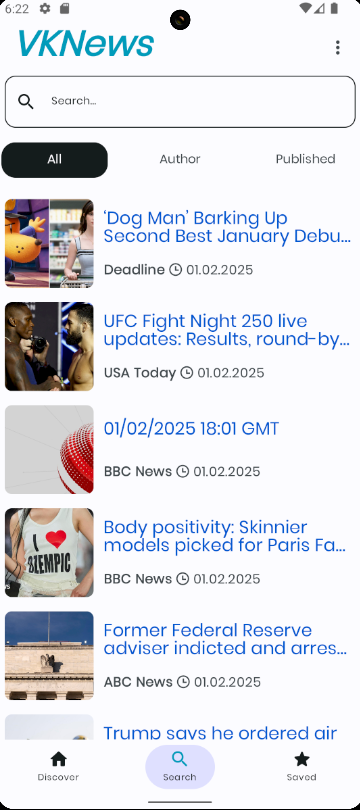 6:22
VKNews
Search...
All
Author
Published
‘Dog Man’ Barking Up
Second Best January Debu...
Deadline 01.02.2025
UFC Fight Night 250 live
updates: Results, round-by...
USA Today 01.02.2025
01/02/2025 18:01 GMT
BBC News 01.02.2025
I
OZEMPIC
Body positivity: Skinnier
models picked for Paris Fa...
BBC News 01.02.2025
Former Federal Reserve
adviser indicted and arres...
ABC News 01.02.2025
Trump says he ordered air
Discover
Search
Saved